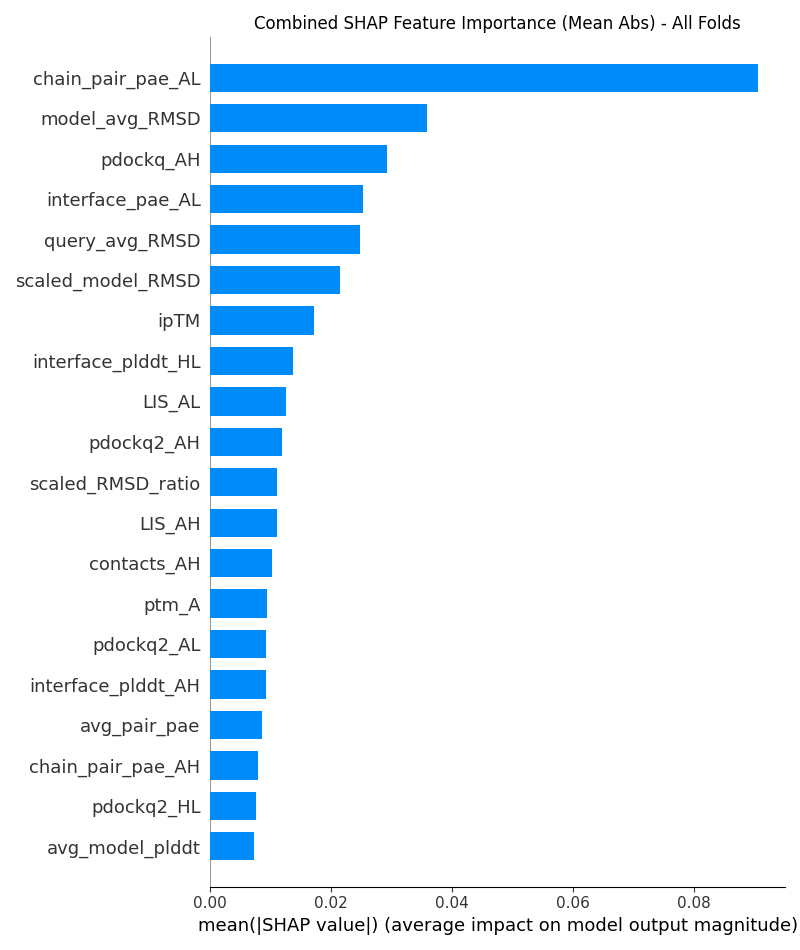 Combined SHAP Feature Importance (Mean Abs) - All Folds
chain_pair_pae_AL
model_avg_RMSD
pdockq_AH
interface_pae_AL
query_avg_RMSD
scaled_model_RMSD
ipTM
interface_plddt_HL
LIS_AL
pdockq2_AH
scaled_RMSD_ratio
LIS_AH
contacts_AH
ptm_A
pdockq2_AL
interface_plddt_AH
avg_pair_pae
chain_pair_pae_AH
pdockq2_HL
avg_model_plddt
0.00 0.02 0.04 0.06 0.08
mean(|SHAP value|) (average impact on model output magnitude)